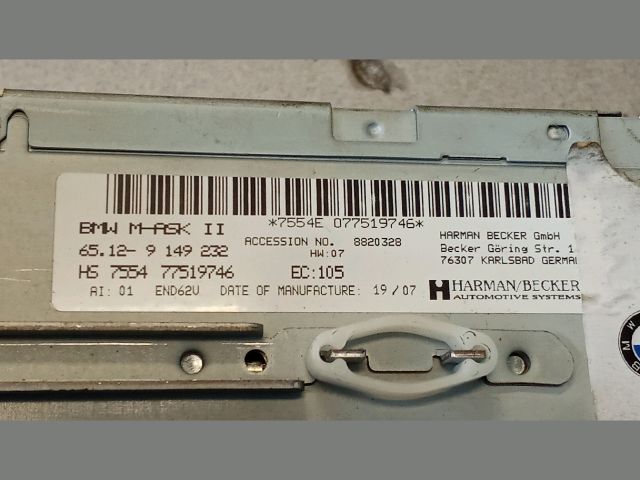 *7554E 077519746*
BMW M-ASK II
65.12- 9 149 232
HS 7554 77519746
AI: 01 END62U DATE OF MANUFACTURE: 19/07
ACCESSION NO. 8820328
HW:07
EC:105
HARMAN BECKER GmbH
Becker Göring Str. 1
76307 KARLSBAD GERMA
HARMAN/BECKER
AUTOMOTIVE SYSTEMS